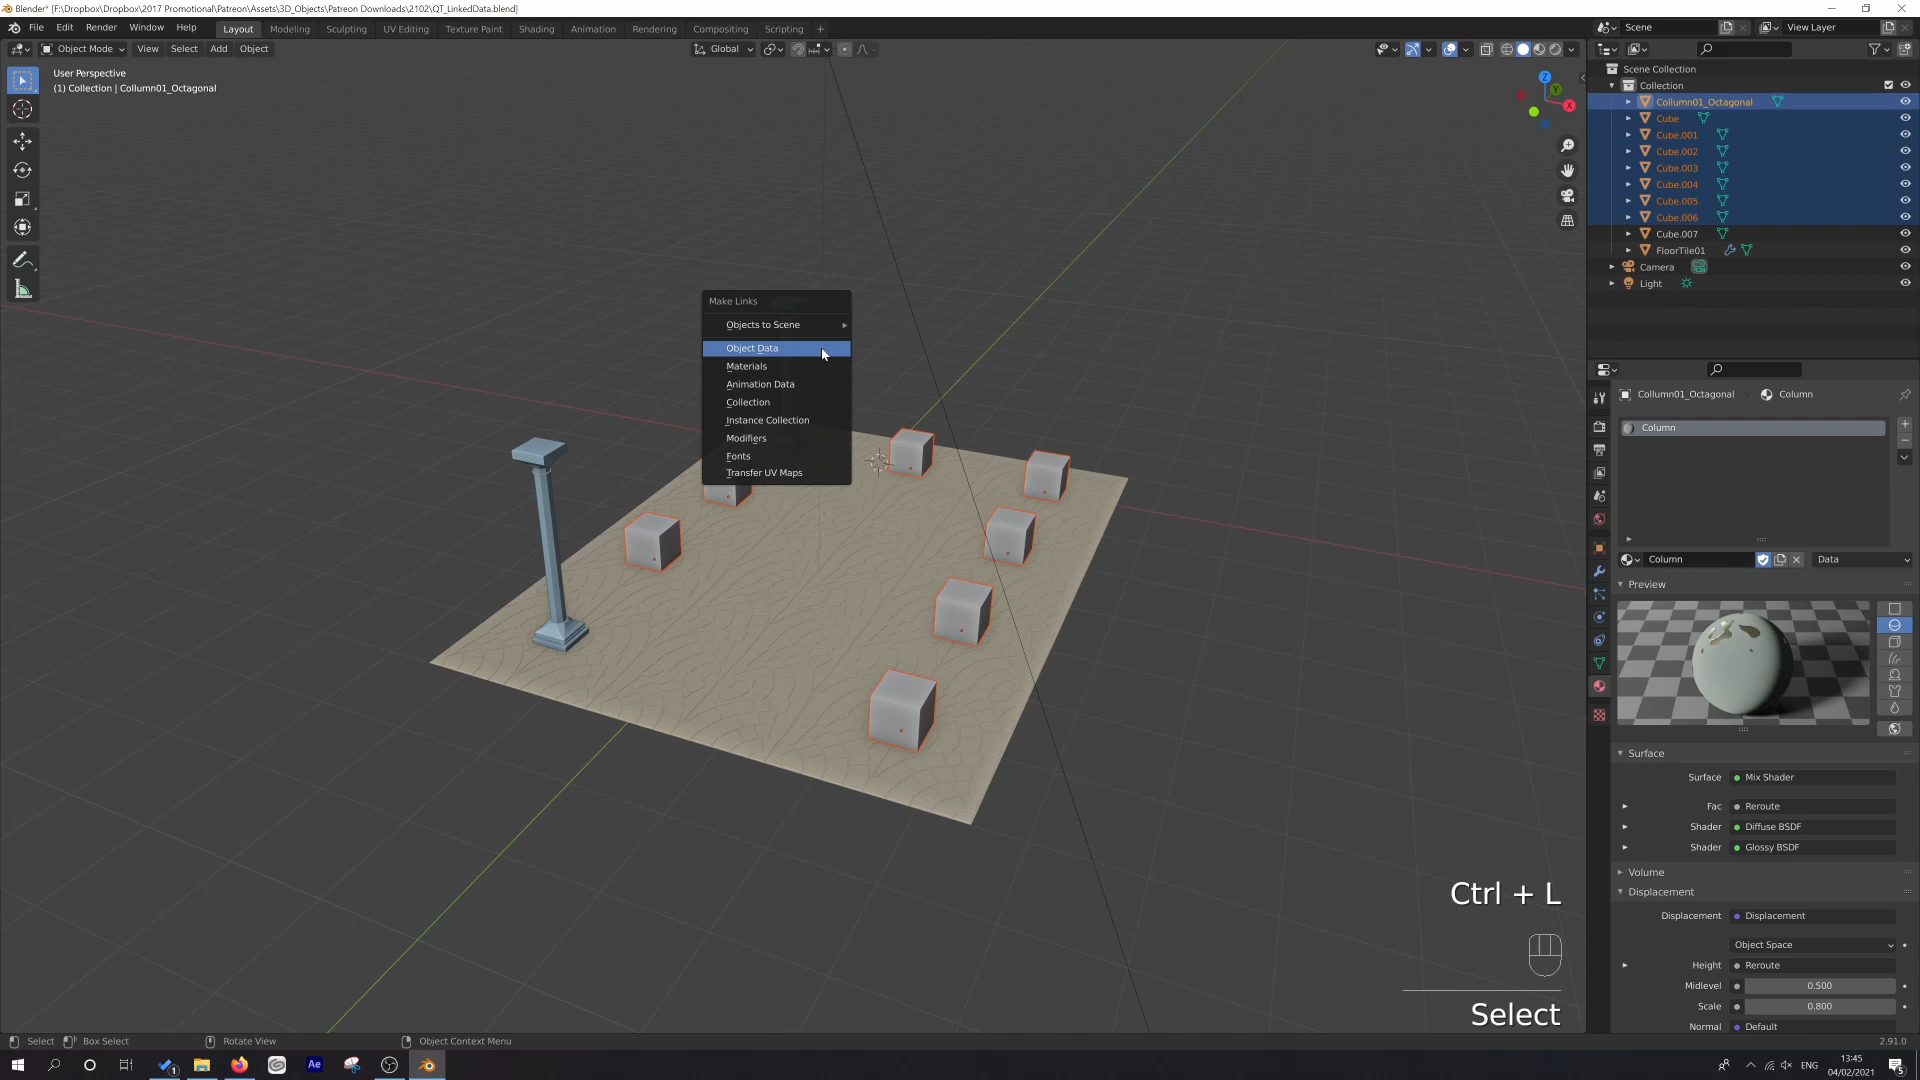 Blender* [F:\Dropbox\Dropbox\2017 Promotional\Patreon\Assets\3D_Objects\Patreon Downloads\2102\QT_LinkedData.blend]
File Edit Render Window Help Layout Modeling Sculpting UV Editing Texture Paint Shading Animation Rendering Compositing Scripting + Scene View Layer
Object Mode View Select Add Object Global
User Perspective
(1) Collection | Collumn01_Octagonal
Z
Y
X
Scene Collection
Collection
Collumn01_Octagonal
Cube
Cube.001
Cube.002
Cube.003
Cube.004
Cube.005
Cube.006
Cube.007
FloorTile01
Camera
Light
Make Links
Objects to Scene
Object Data
Materials
Animation Data
Collection
Instance Collection
Modifiers
Fonts
Transfer UV Maps
Collumn01_Octagonal Column
Column
Column Data
Preview
Surface
Surface Mix Shader
Fac Reroute
Shader Diffuse BSDF
Shader Glossy BSDF
Volume
Displacement
Displacement Displacement
Object Space
Height Reroute
Midlevel 0.500
Scale 0.800
Normal Default
Ctrl + L
Select
Select Box Select Rotate View Object Context Menu 2.91.0
1 Ae ENG 13:45
04/02/2021
5